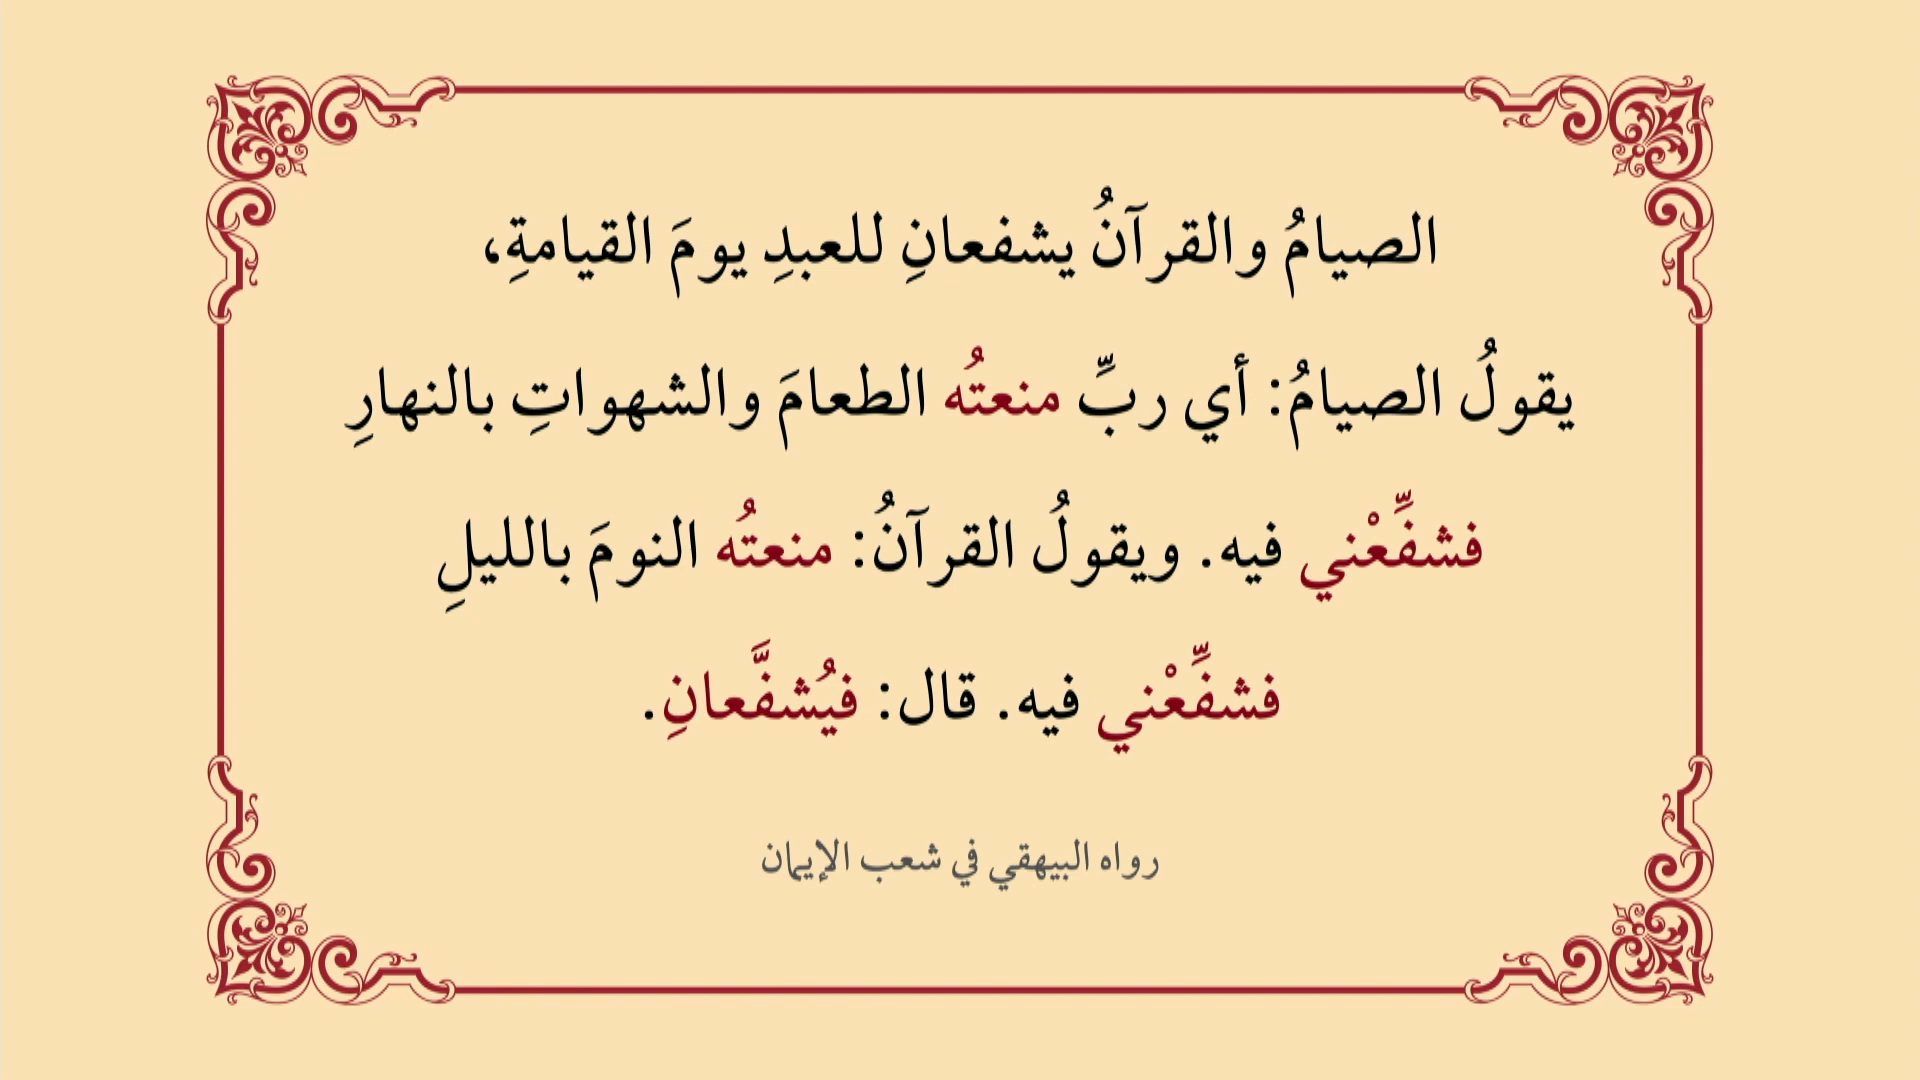 الصيامُ والقرآنُ يشفعانِ للعبدِ يومَ القيامةِ،
يقولُ الصيامُ: أي ربِّ منعتُه الطعامَ والشهواتِ بالنهارِ
فشفِّعْني فيه. ويقولُ القرآنُ: منعتُه النومَ بالليلِ
فشفِّعْني فيه. قال: فيُشفَّعانِ.
رواه البيهقي في شعب الإيمان